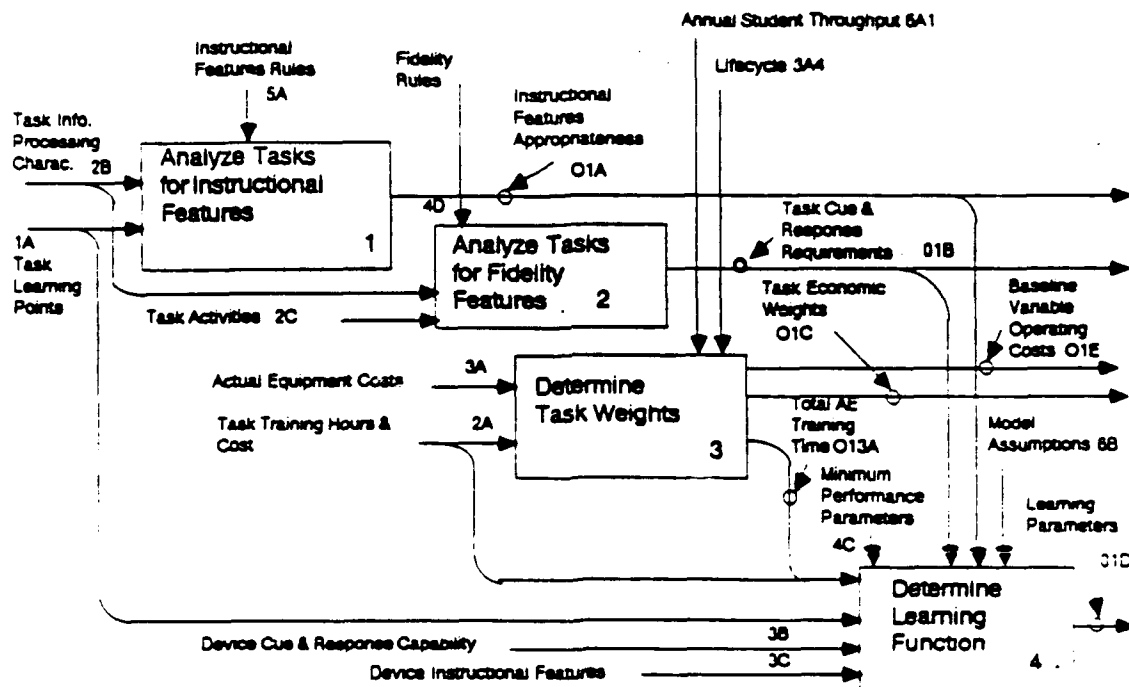 Annual Student Throughput 6A1
Lifecycle 3A4
Instructional
Features Rules
5A
Fidelity
Rules
Instructional
Features
Appropriateness
O1A
Task Info.
Processing
Charac. 2B
Analyze Tasks
for Instructional
Features
1
4D
1A
Task
Learning
Points
Analyze Tasks
for Fidelity
Features
2
Task Cue &
Response
Requirements
01B
Task Activities 2C
Task Economic
Weights
O1C
Baseline
Variable
Operating
Costs O1E
Actual Equipment Costs
3A
Determine
Task Weights
3
Task Training Hours &
Cost
2A
Total AE
Training
Time O13A
Model
Assumptions 6B
Minimum
Performance
Parameters
4C
Learning
Parameters
01D
Determine
Learning
Function
4
Device Cue & Response Capability
3B
Device Instructional Features
3C